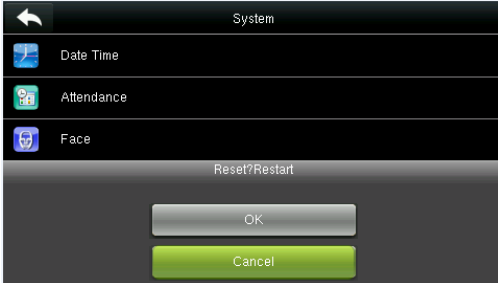 System
Date Time
Attendance
Face
Reset?Restart
OK
Cancel